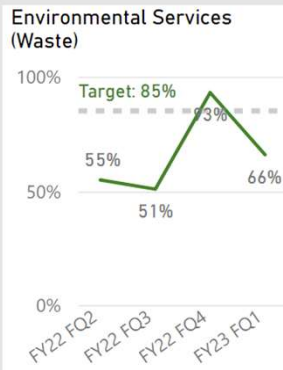 Environmental Services
(Waste)
100%
Target: 85%
93%
55%
66%
50%
51%
0%
FY22 FQ2
FY22 FQ3
FY22 FQ4
FY23 FQ1